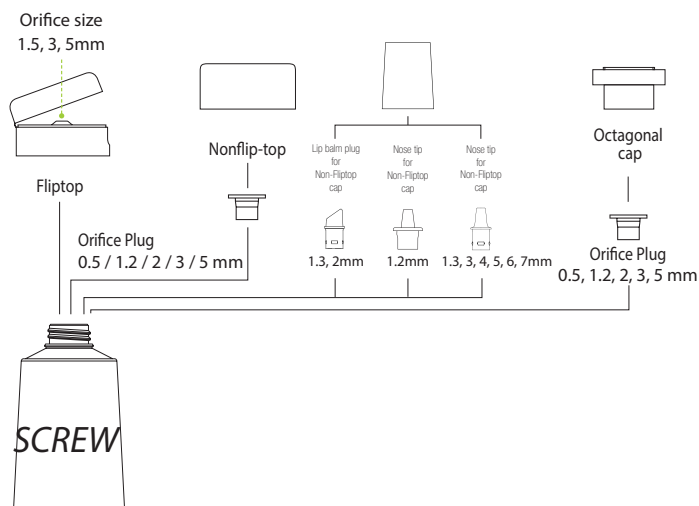 Orifice size
1.5, 3, 5mm
Fliptop
Nonflip-top
Orifice Plug
0.5 / 1.2 / 2 / 3 / 5 mm
Lip balm plug
for
Non-Fliptop
cap
1.3, 2mm
Nose tip
for
Non-Fliptop
cap
1.2mm
Nose tip
for
Non-Fliptop
cap
1.3, 3, 4, 5, 6, 7mm
Octagonal
cap
Orifice Plug
0.5, 1.2, 2, 3, 5 mm
SCREW